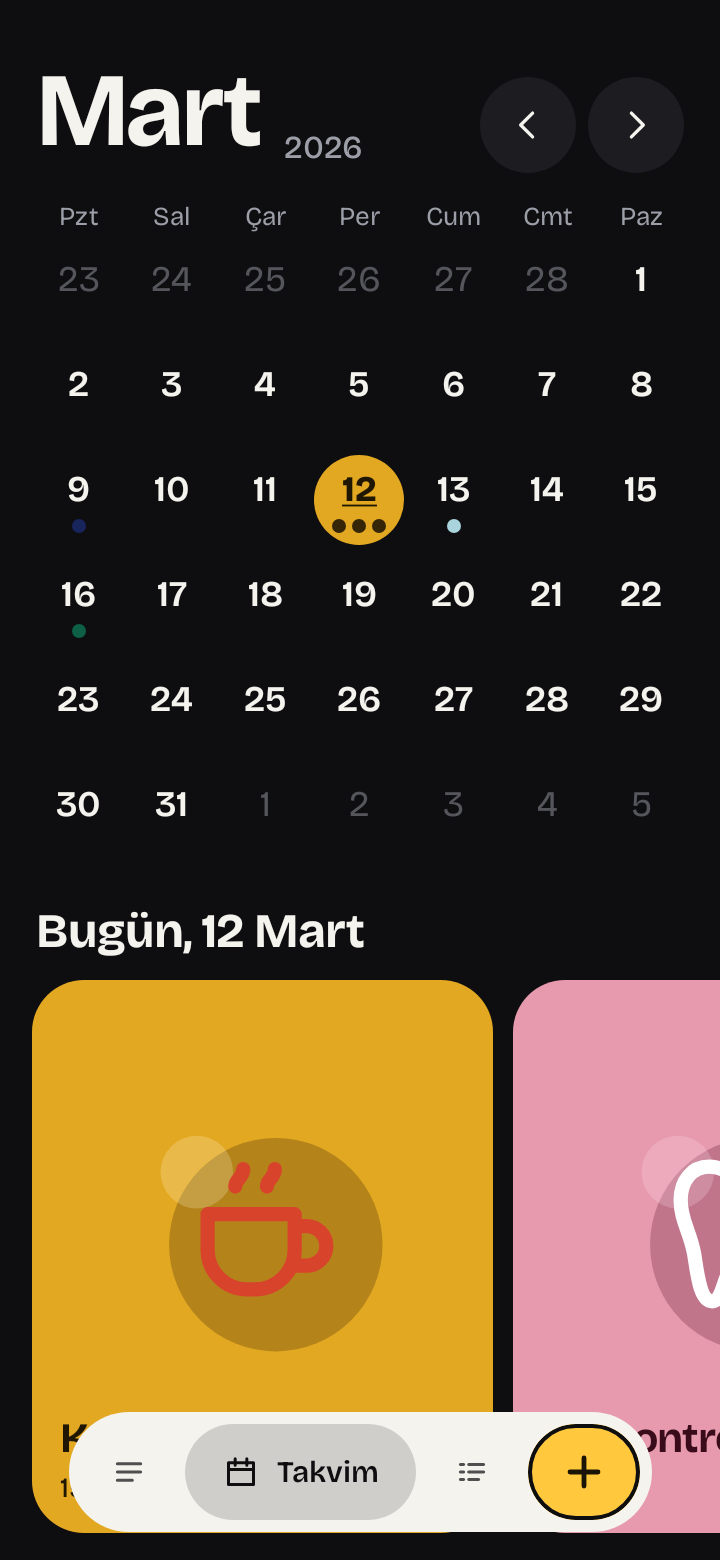 Mart 2026
Pzt Sal Çar Per Cum Cmt Paz
23 24 25 26 27 28 1
2 3 4 5 6 7 8
9 10 11 12 13 14 15
16 17 18 19 20 21 22
23 24 25 26 27 28 29
30 31 1 2 3 4 5
Bugün, 12 Mart
Takvim